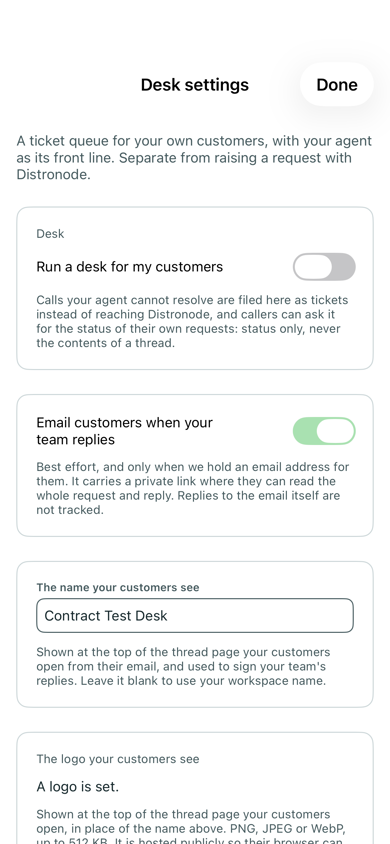 Desk settings
Done
A ticket queue for your own customers, with your agent
as its front line. Separate from raising a request with
Distronode.
Desk
Run a desk for my customers
Calls your agent cannot resolve are filed here as tickets
instead of reaching Distronode, and callers can ask it
for the status of their own requests: status only, never
the contents of a thread.
Email customers when your
team replies
Best effort, and only when we hold an email address for
them. It carries a private link where they can read the
whole request and reply. Replies to the email itself are
not tracked.
The name your customers see
Contract Test Desk
Shown at the top of the thread page your customers
open from their email, and used to sign your team's
replies. Leave it blank to use your workspace name.
The logo your customers see
A logo is set.
Shown at the top of the thread page your customers
open, in place of the name above. PNG, JPEG or WebP,
up to 512 KB. It is hosted publicly so their browser can